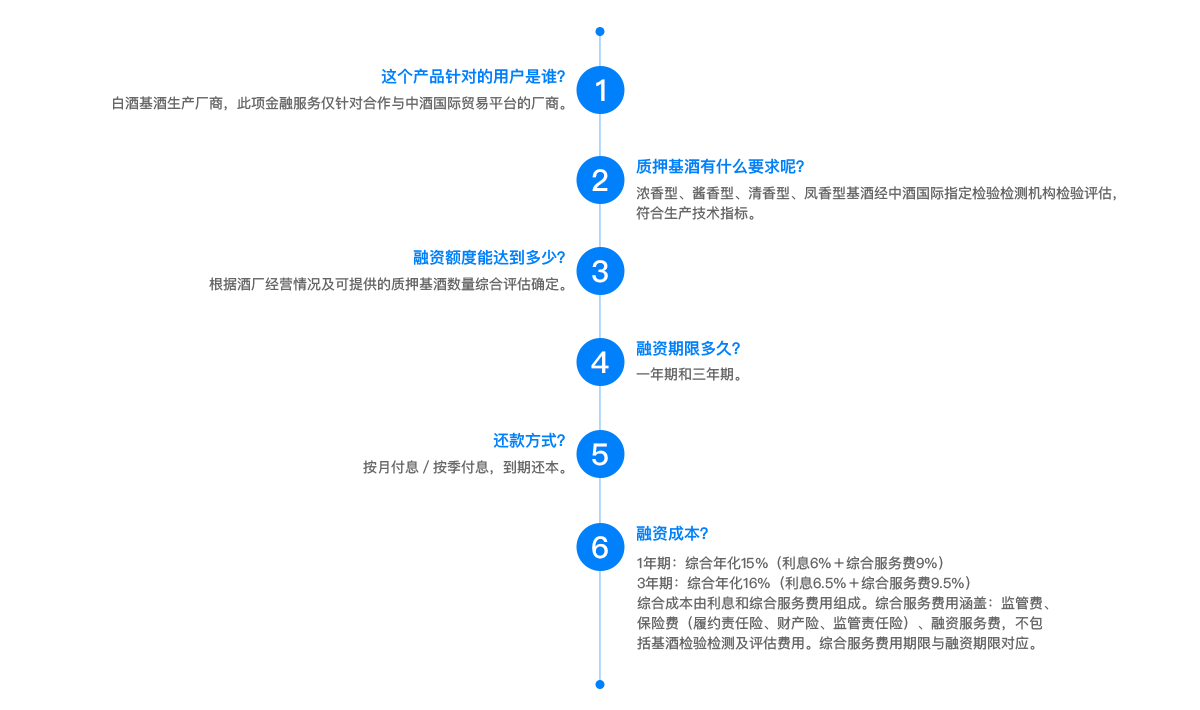 这个产品针对的用户是谁?
1
白酒基酒生产厂商，此项金融服务仅针对合作与中酒国际贸易平台的厂商。
2
质押基酒有什么要求呢?
浓香型、酱香型、清香型、凤香型基酒经中酒国际指定检验检测机构检验评估，
符合生产技术指标。
融资额度能达到多少?
3
根据酒厂经营情况及可提供的质押基酒数量综合评估确定。
4
融资期限多久?
一年期和三年期。
还款方式?
5
按月付息 / 按季付息，到期还本。
6
融资成本?
1年期：综合年化15%（利息6%＋综合服务费9%）
3年期：综合年化16%（利息6.5%＋综合服务费9.5%）
综合成本由利息和综合服务费用组成。综合服务费用涵盖：监管费、
保险费（履约责任险、财产险、监管责任险）、融资服务费，不包
括基酒检验检测及评估费用。综合服务费用期限与融资期限对应。